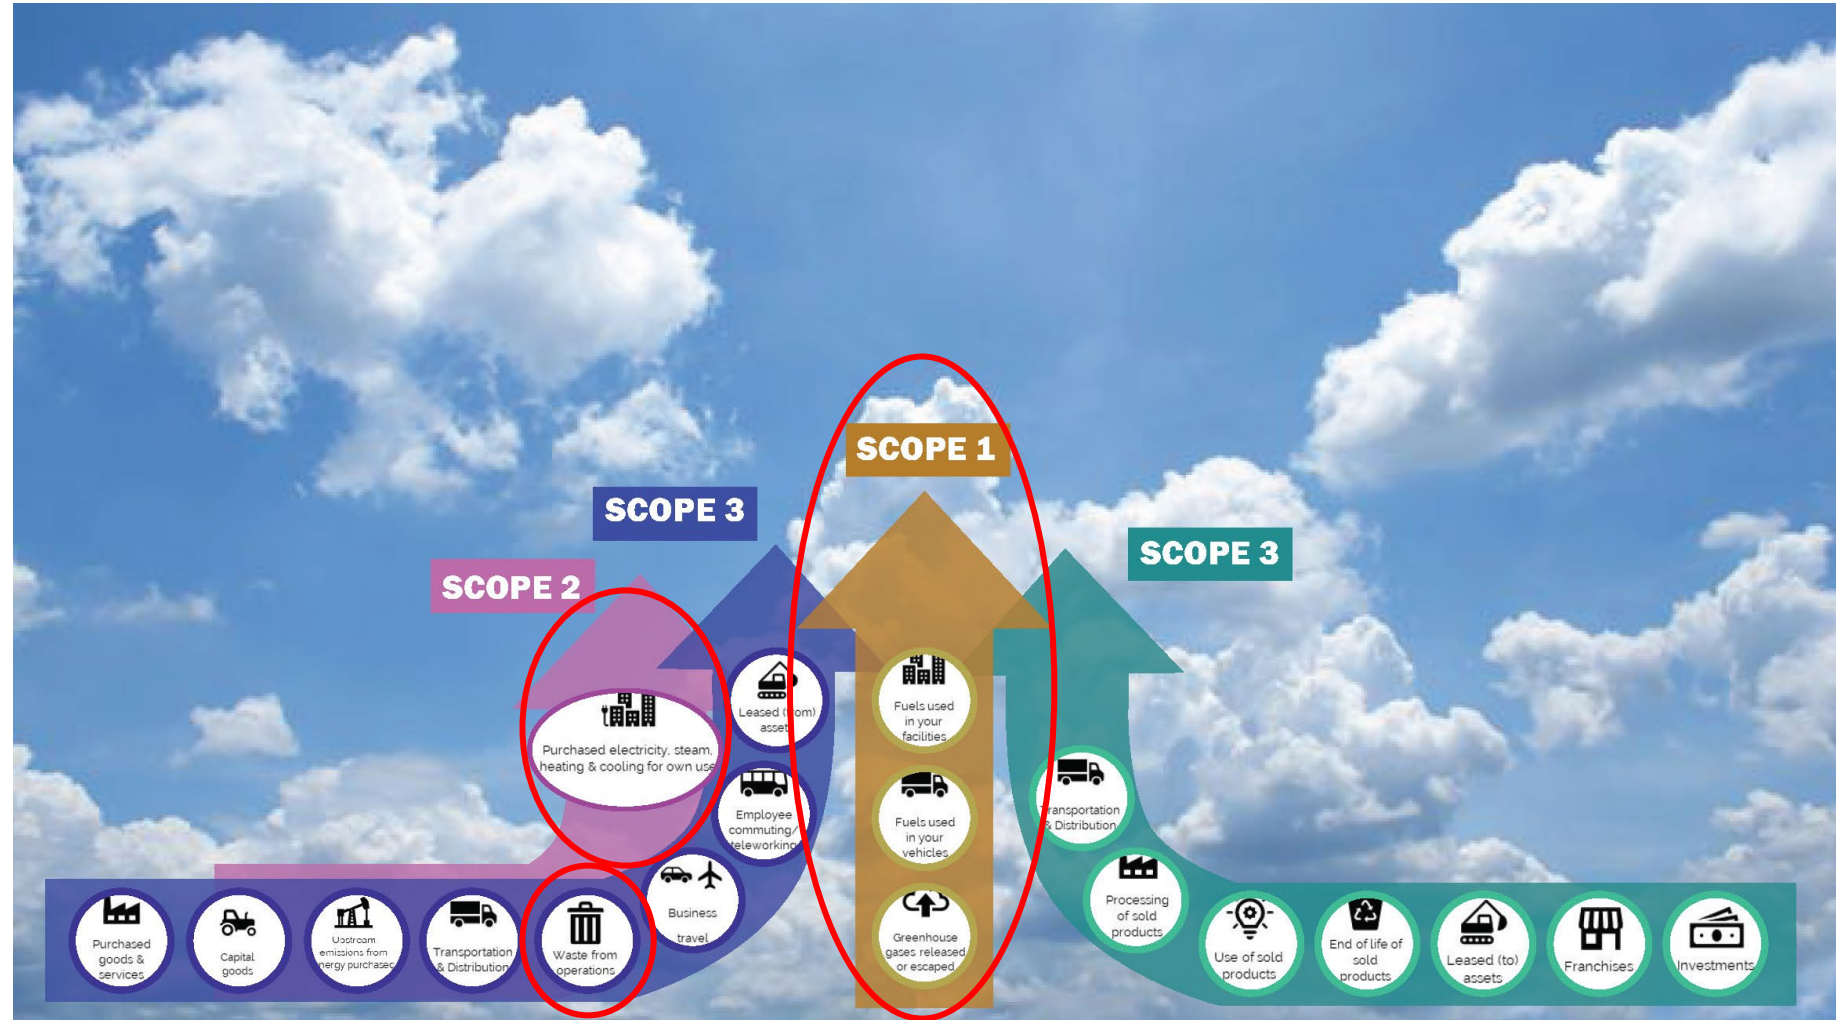 SCOPE 1
SCOPE 3
SCOPE 3
SCOPE 2
Purchased electricity, steam,
heating & cooling for own use
Leased (from)
asset
Employee
commuting/
teleworking
Business
travel
Purchased
goods &
services
Capital
goods
Upstream
emissions from
energy purchased
Transportation
& Distribution
Waste from
operations
Fuels used
in your
facilities
Fuels used
in your
vehicles
Greenhouse
gases released
or escaped
Transportation
& Distribution
Processing
of sold
products
Use of sold
products
End of life of
sold
products
Leased (to)
assets
Franchises
Investments